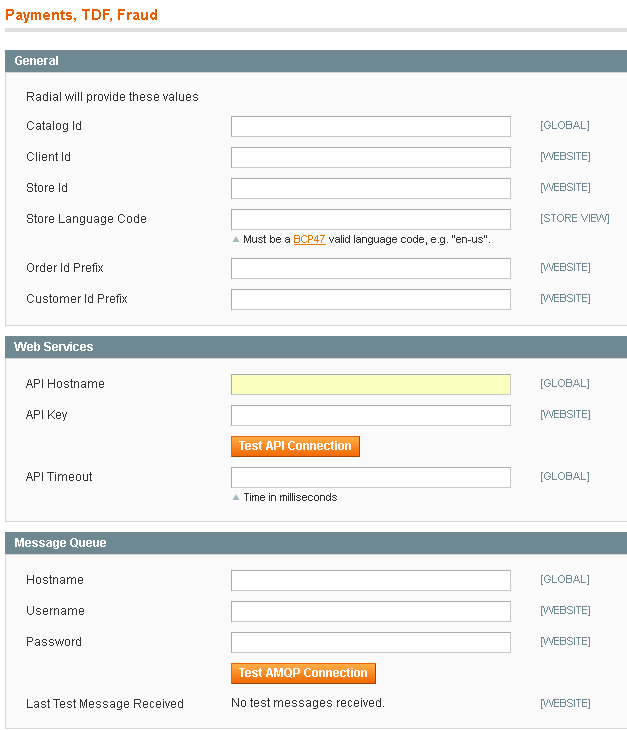 Payments, TDF, Fraud
General
Radial will provide these values
Catalog Id [GLOBAL]
Client Id [WEBSITE]
Store Id [WEBSITE]
Store Language Code [STORE VIEW]
Must be a BCP47 valid language code, e.g. "en-us".
Order Id Prefix [WEBSITE]
Customer Id Prefix [WEBSITE]
Web Services
API Hostname [GLOBAL]
API Key [WEBSITE]
Test API Connection
API Timeout [GLOBAL]
Time in milliseconds
Message Queue
Hostname [GLOBAL]
Username [WEBSITE]
Password [WEBSITE]
Test AMQP Connection
Last Test Message Received No test messages received. [WEBSITE]